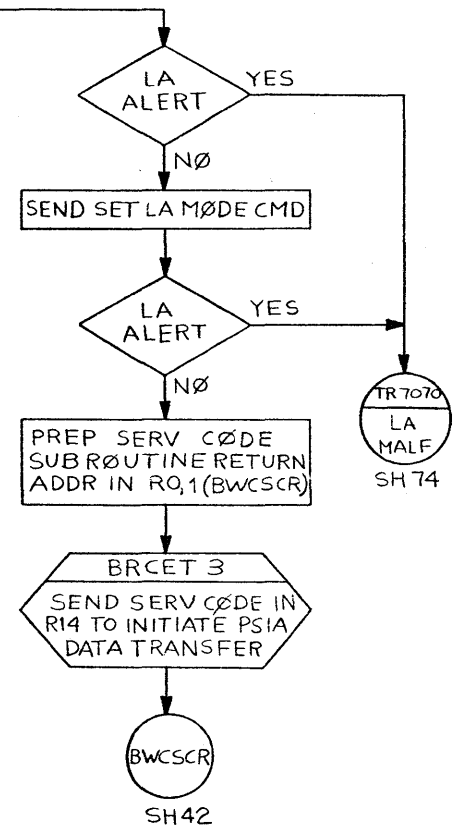 LA
ALERT
YES
NØ
SEND SET LA MØDE CMD
LA
ALERT
YES
NØ
TR7070
LA
MALF
SH 74
PREP SERV CØDE
SUBRØUTINE RETURN
ADDR IN R0,1(BWCSCR)
BRCET 3
SEND SERV CØDE IN
R14 TO INITIATE PSIA
DATA TRANSFER
BWCSCR
SH42